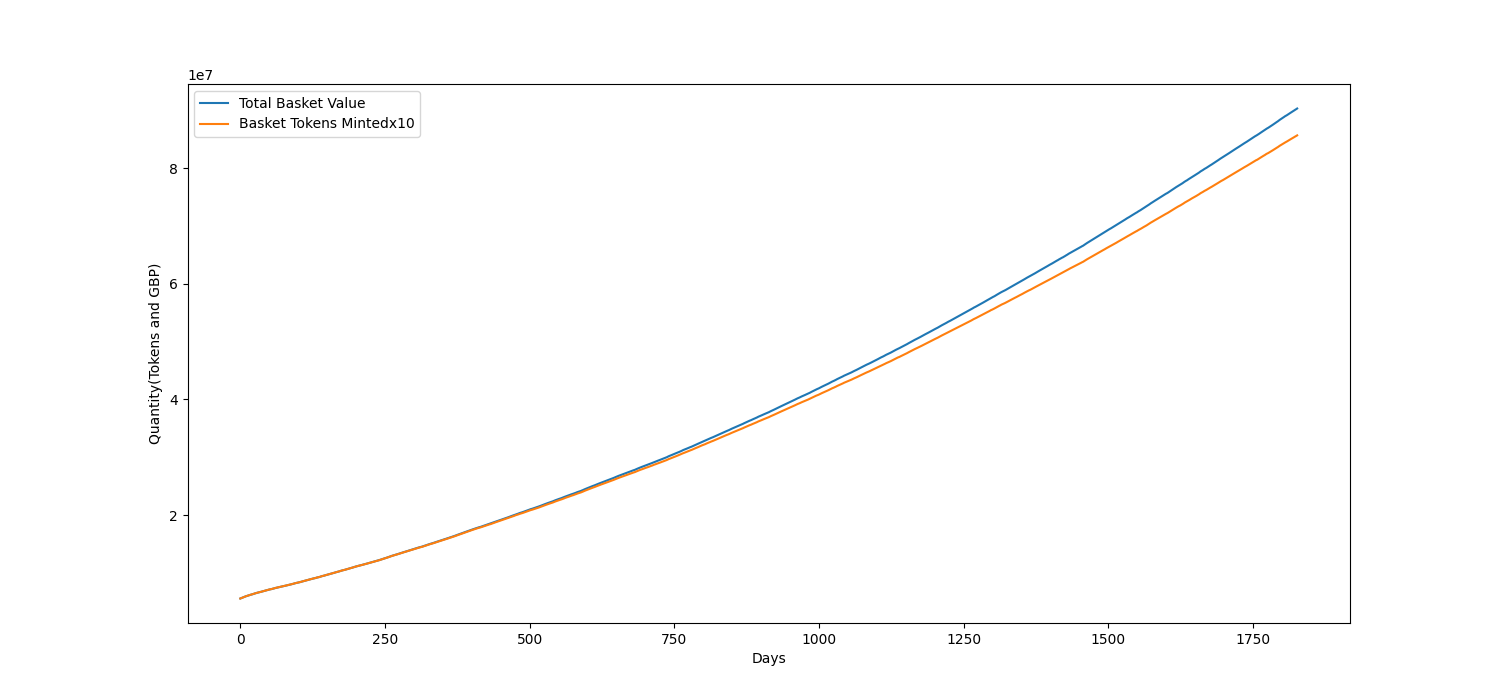 1e7
Total Basket Value
Basket Tokens Mintedx10
8
6
4
2
Quantity(Tokens and GBP)
0 250 500 750 1000 1250 1500 1750
Days